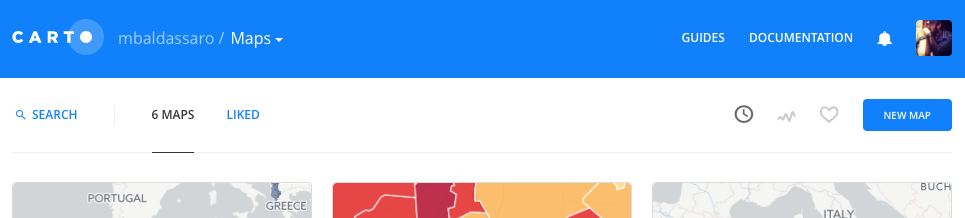 CARTO mbaldassaro / Maps GUIDES DOCUMENTATION
SEARCH 6 MAPS LIKED NEW MAP
PORTUGAL GREECE ITALY BUCH